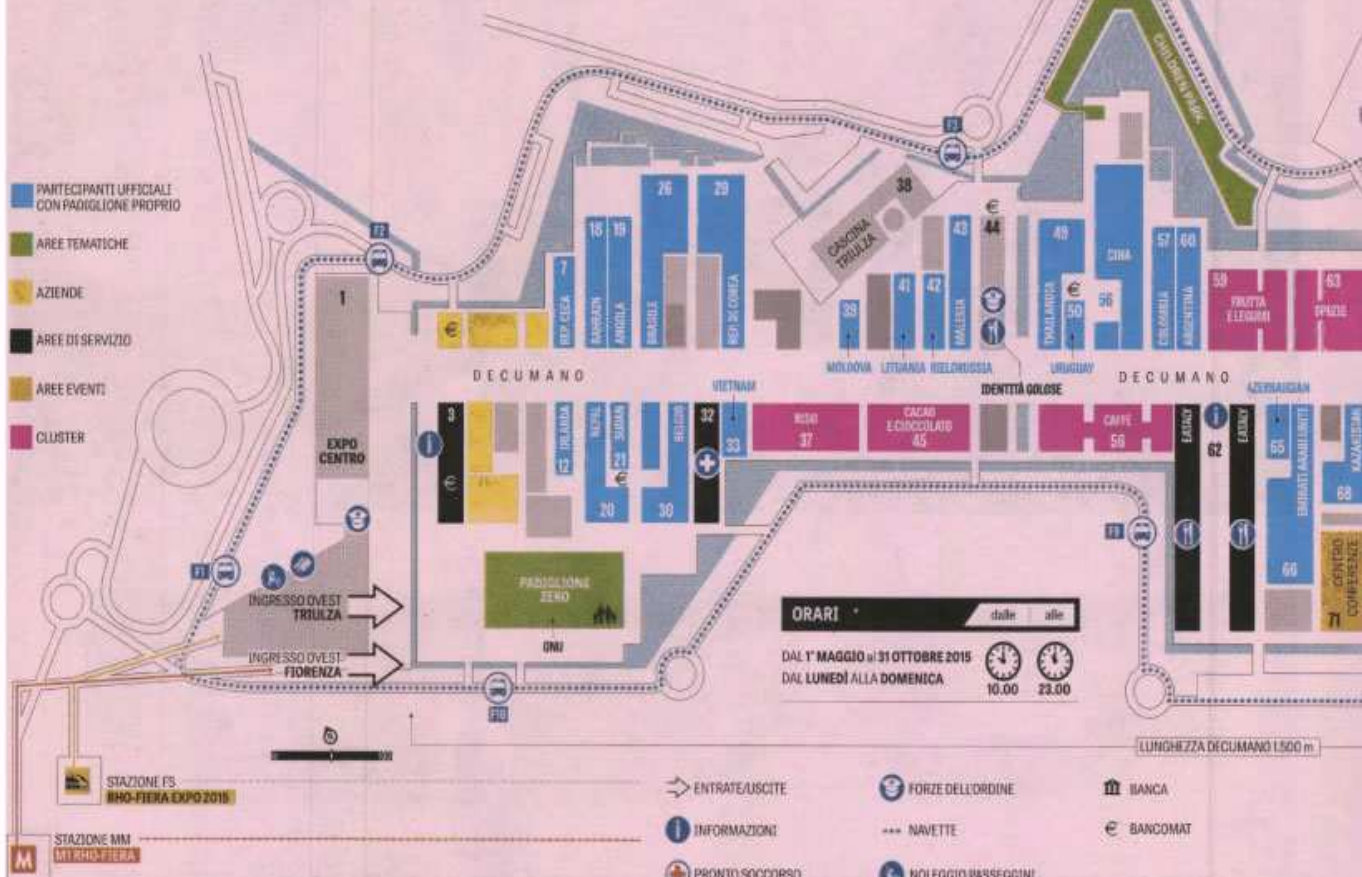 CHILDREN PARK
PARTECIPANTI UFFICIALI
CON PADIGLIONE PROPRIO
AREE TEMATICHE
AZIENDE
AREE DI SERVIZIO
AREE EVENTI
CLUSTER
F2
F3
1
EXPO
CENTRO
€
7
REP. CECA
18
BAHRAIN
19
ANGOLA
26
BRASILE
29
REP. DI COREA
38
CASCINA
TRIULZA
39
MOLDOVA
41
LITUANIA
42
BIELORUSSIA
43
MALESIA
€
44
IDENTITÀ GOLOSE
49
THAILANDIA
€
50
URUGUAY
CINA
56
57
COLOMBIA
60
ARGENTINA
59
FRUTTA
E LEGUMI
63
SPEZIE
DECUMANO
DECUMANO
i
€
12 IRLANDA
NEPAL
20
SUDAN
21
€
BELGIO
30
32
VIETNAM
33
RISO
37
CACAO
E CIOCCOLATO
45
CAFFÈ
56
EATALY
i
62
EATALY
AZERBAIGIAN
65
EMIRATI ARABI UNITI
66
KAZAKISTAN
68
CENTRO
CONFERENZE
71
F1
F9
F10
INGRESSO OVEST
TRIULZA
INGRESSO OVEST
FIORENZA
PADIGLIONE
ZERO
ONU
ORARI dalle alle
DAL 1° MAGGIO al 31 OTTOBRE 2015
DAL LUNEDÌ ALLA DOMENICA
10.00 23.00
LUNGHEZZA DECUMANO 1.500 m
STAZIONE FS
RHO-FIERA EXPO 2015
STAZIONE MM
M1 RHO-FIERA
M
ENTRATE/USCITE
INFORMAZIONI
PRONTO SOCCORSO
FORZE DELL'ORDINE
NAVETTE
NOLEGGIO PASSEGGINI
BANCA
€ BANCOMAT